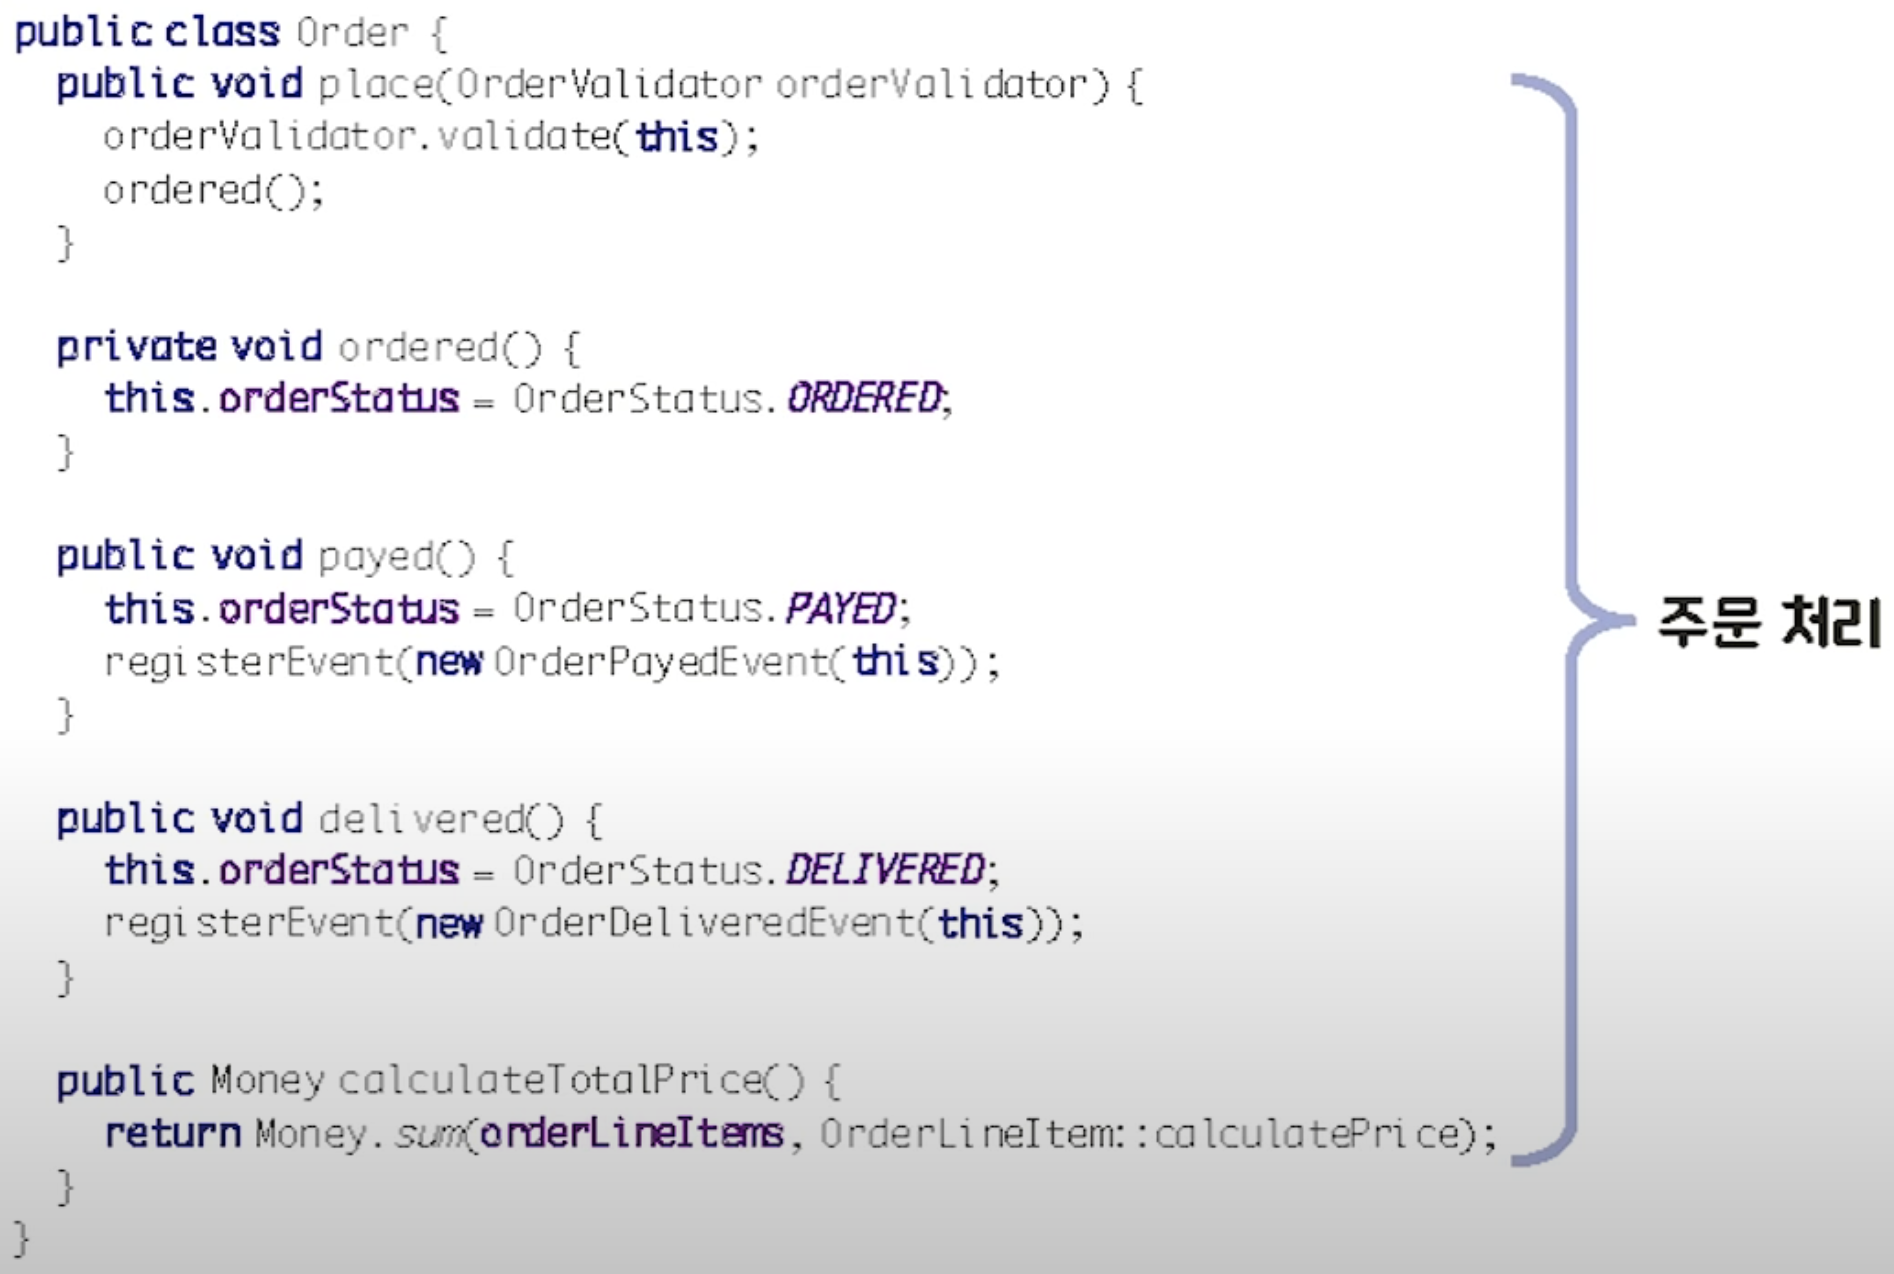 public class Order {
public void place(OrderValidator orderValidator) {
orderValidator.validate(this);
ordered();
}
private void ordered() {
this.orderStatus = OrderStatus.ORDERED;
}
public void payed() {
this.orderStatus = OrderStatus.PAYED;
registerEvent(new OrderPayedEvent(this));
}
주문 처리
public void delivered() {
this.orderStatus = OrderStatus.DELIVERED;
registerEvent(new OrderDeliveredEvent(this));
}
public Money calculateTotalPrice() {
return Money.sum(orderLineItems, OrderLineItem::calculatePrice);
}
}